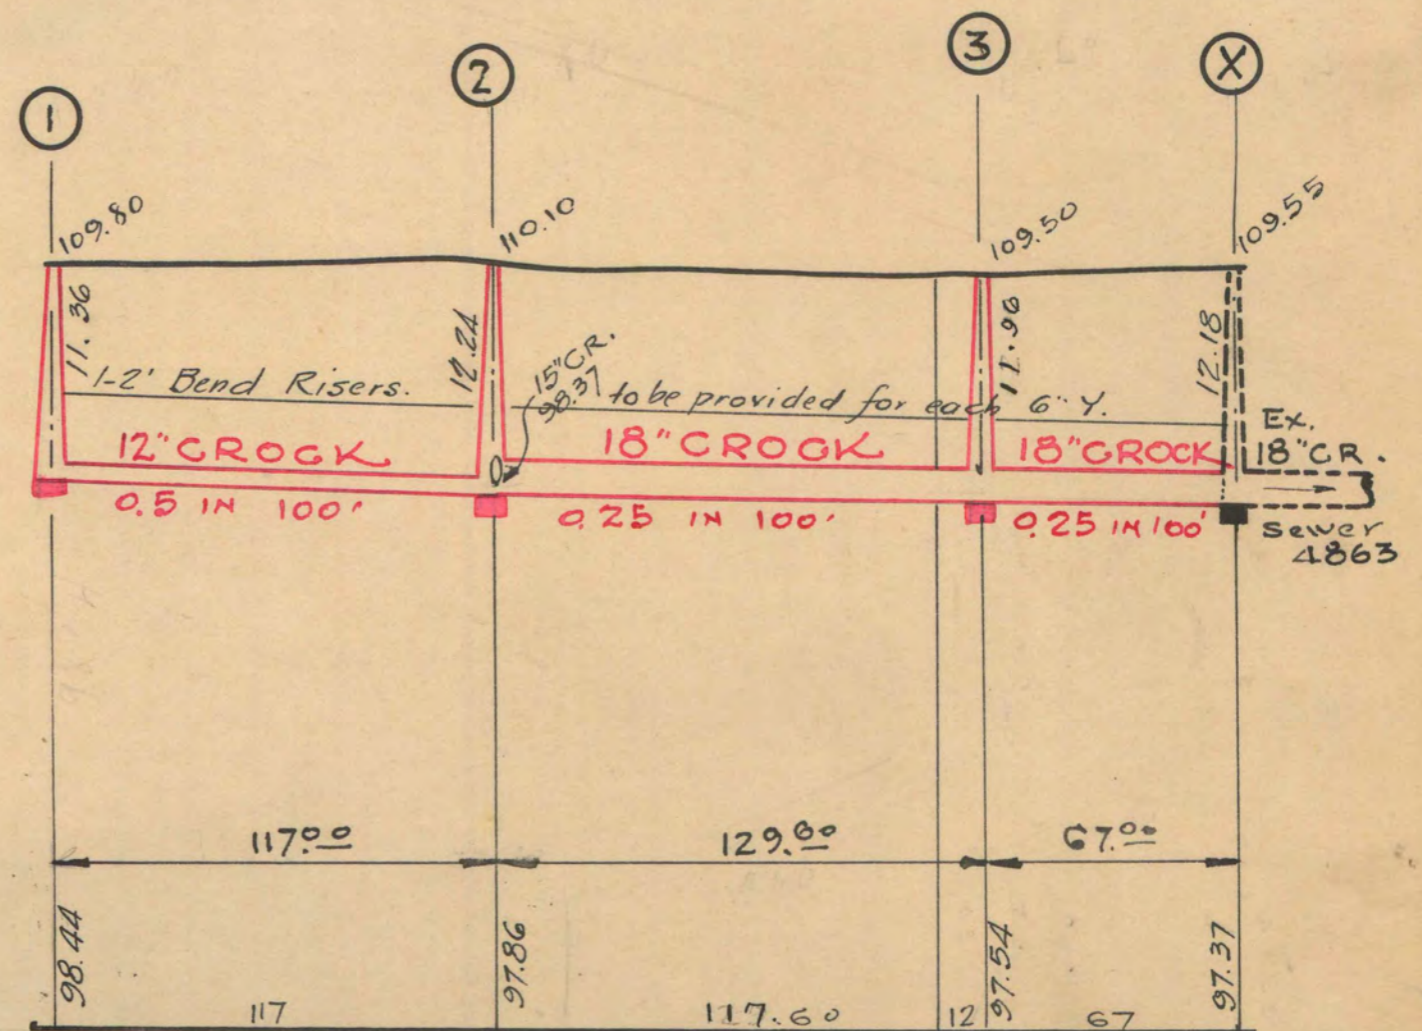 1
2
3
X
109.80
110.10
109.50
109.55
11.36
12.24
11.96
12.18
1-2' Bend Risers.
15"CR.
98.37
to be provided for each 6" Y.
12"CROCK
18"CROCK
18"CROCK
Ex.
18"CR.
0.5 IN 100'
0.25 IN 100'
0.25 IN 100'
Sewer
4863
117.00
129.60
67.00
98.44
97.86
97.54
97.37
117
117.60
12
67